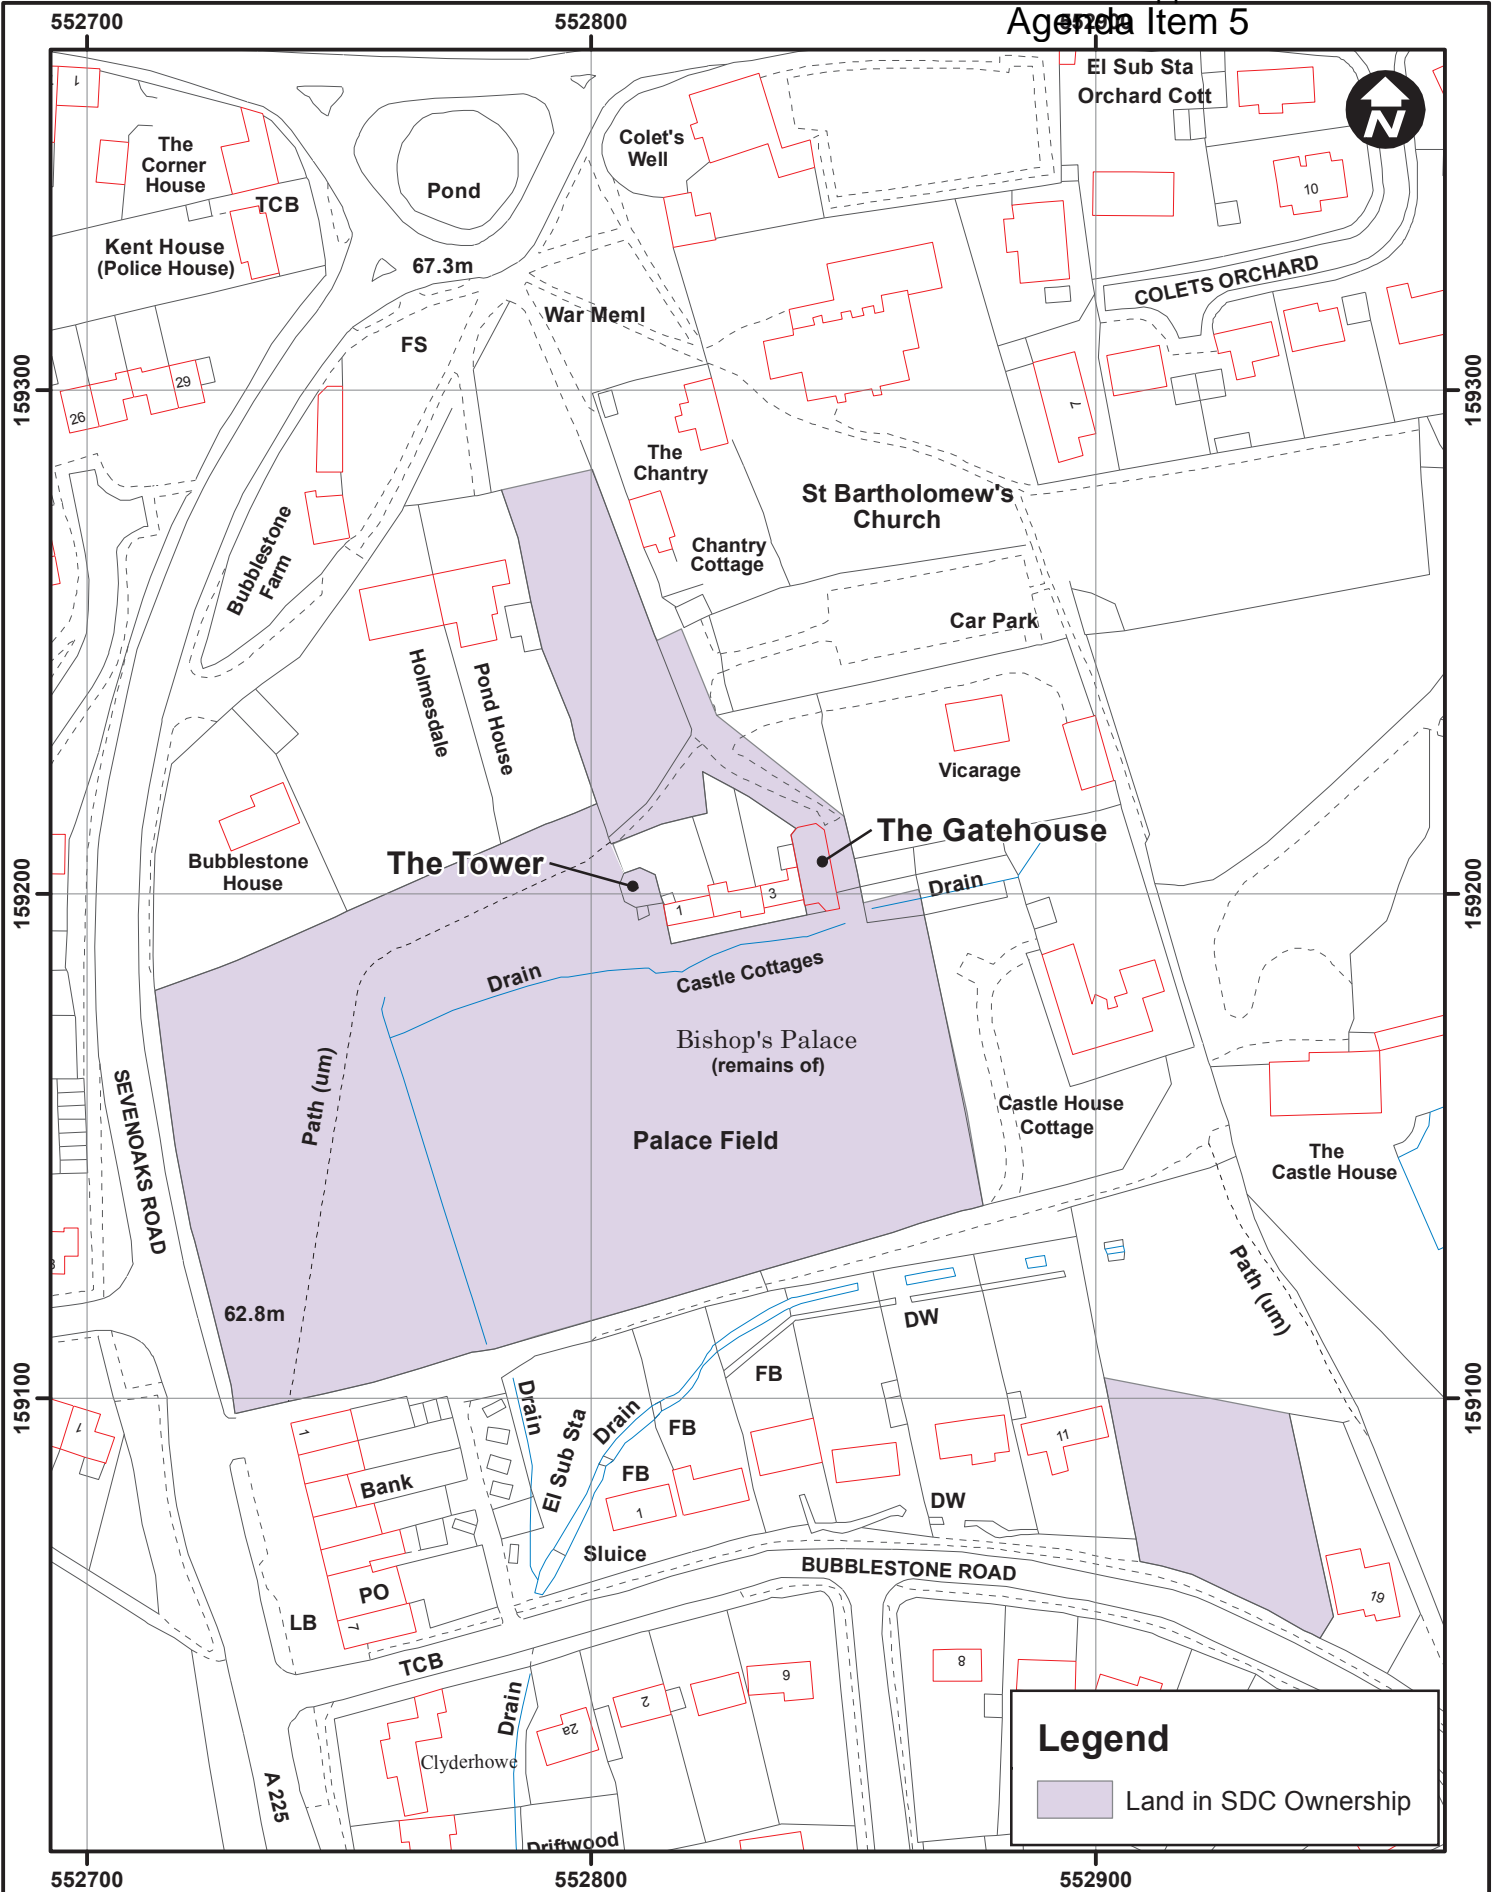 Agenda Item 5
552700
552800
552900
El Sub Sta
Orchard Cott
N
1
The
Corner
House
TCB
Pond
Colet's
Well
10
Kent House
(Police House)
67.3m
COLETS ORCHARD
War Meml
FS
29
26
159300
159300
7
The
Chantry
St Bartholomew's
Church
Chantry
Cottage
Bubblestone
Farm
Car Park
Holmesdale
Pond House
Vicarage
The Gatehouse
The Tower
Bubblestone
House
159200
159200
Drain
1
3
Drain
Castle Cottages
Bishop's Palace
(remains of)
Path (um)
SEVENOAKS ROAD
Palace Field
Castle House
Cottage
The
Castle House
Path (um)
62.8m
DW
FB
159100
159100
1
1
Drain
El Sub Sta
Drain
FB
11
Bank
FB
1
DW
Sluice
BUBBLESTONE ROAD
PO
LB
7
19
TCB
Drain
2a
2
6
8
Clyderhowe
A 225
Driftwood
Legend
Land in SDC Ownership
552700
552800
552900